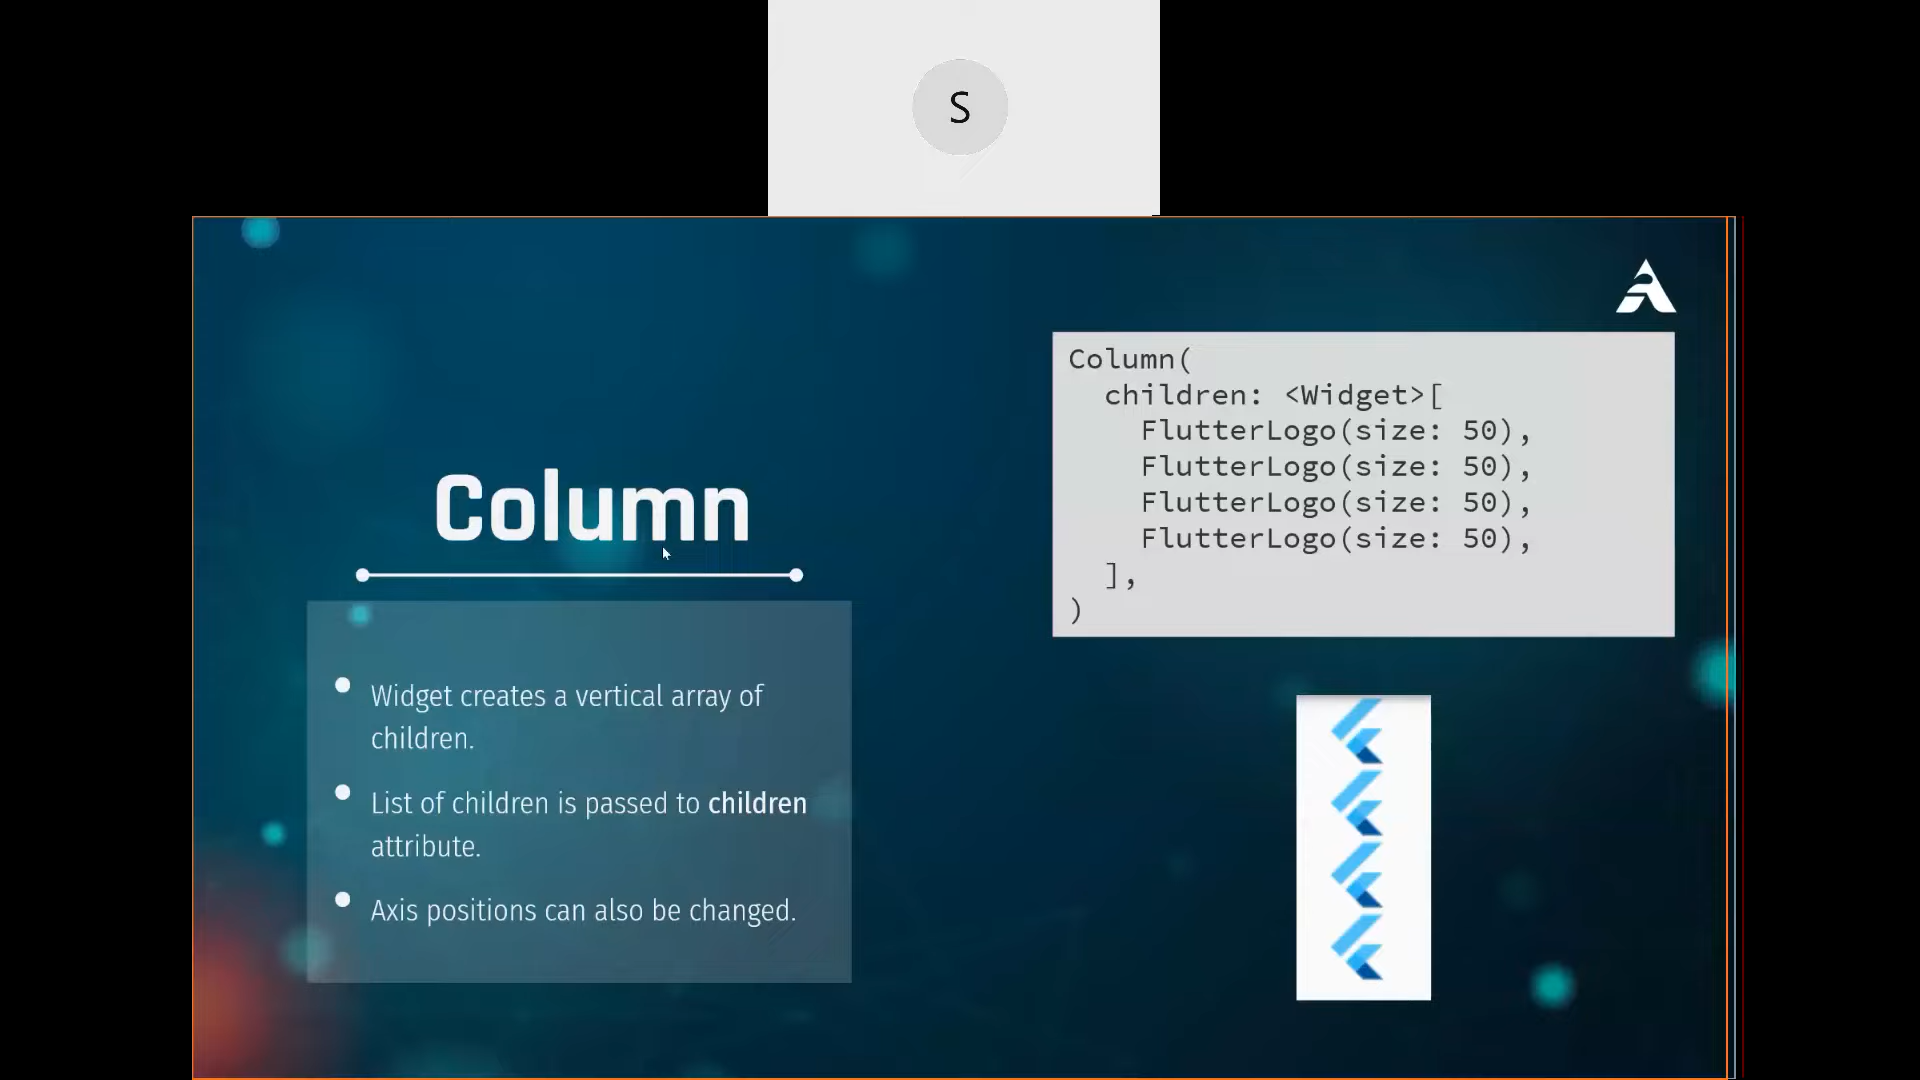 S
Column
Widget creates a vertical array of
children.
List of children is passed to children
attribute.
Axis positions can also be changed.
Column(
  children: <Widget>[
    FlutterLogo(size: 50),
    FlutterLogo(size: 50),
    FlutterLogo(size: 50),
    FlutterLogo(size: 50),
  ],
)